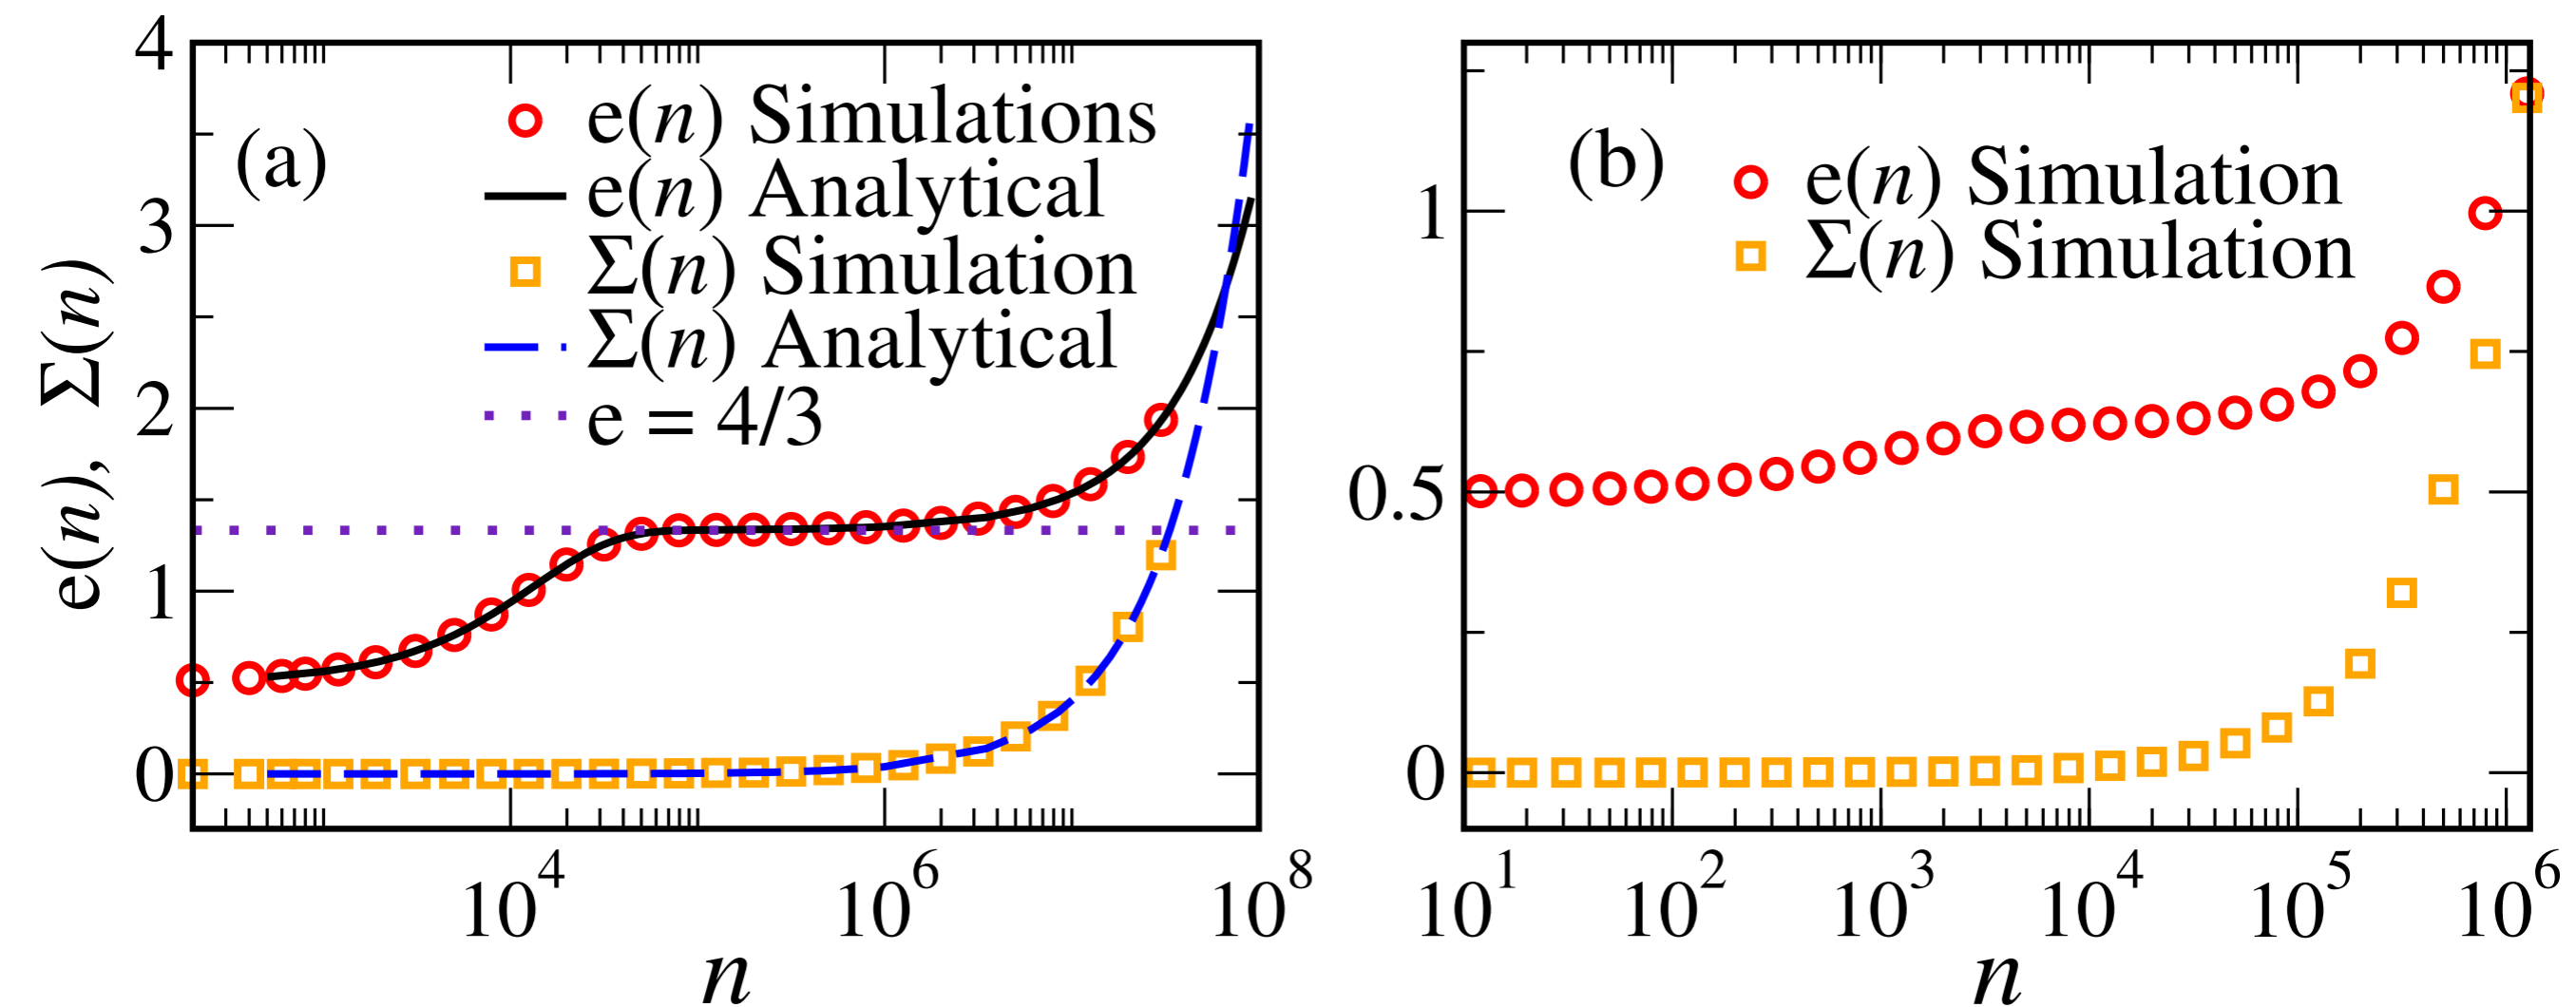 4
3
2
1
0
e(n), Σ(n)
(a)
e(n) Simulations
e(n) Analytical
Σ(n) Simulation
Σ(n) Analytical
e = 4/3
10^4
10^6
10^8
n
1
0.5
0
(b)
e(n) Simulation
Σ(n) Simulation
10^1
10^2
10^3
10^4
10^5
10^6
n